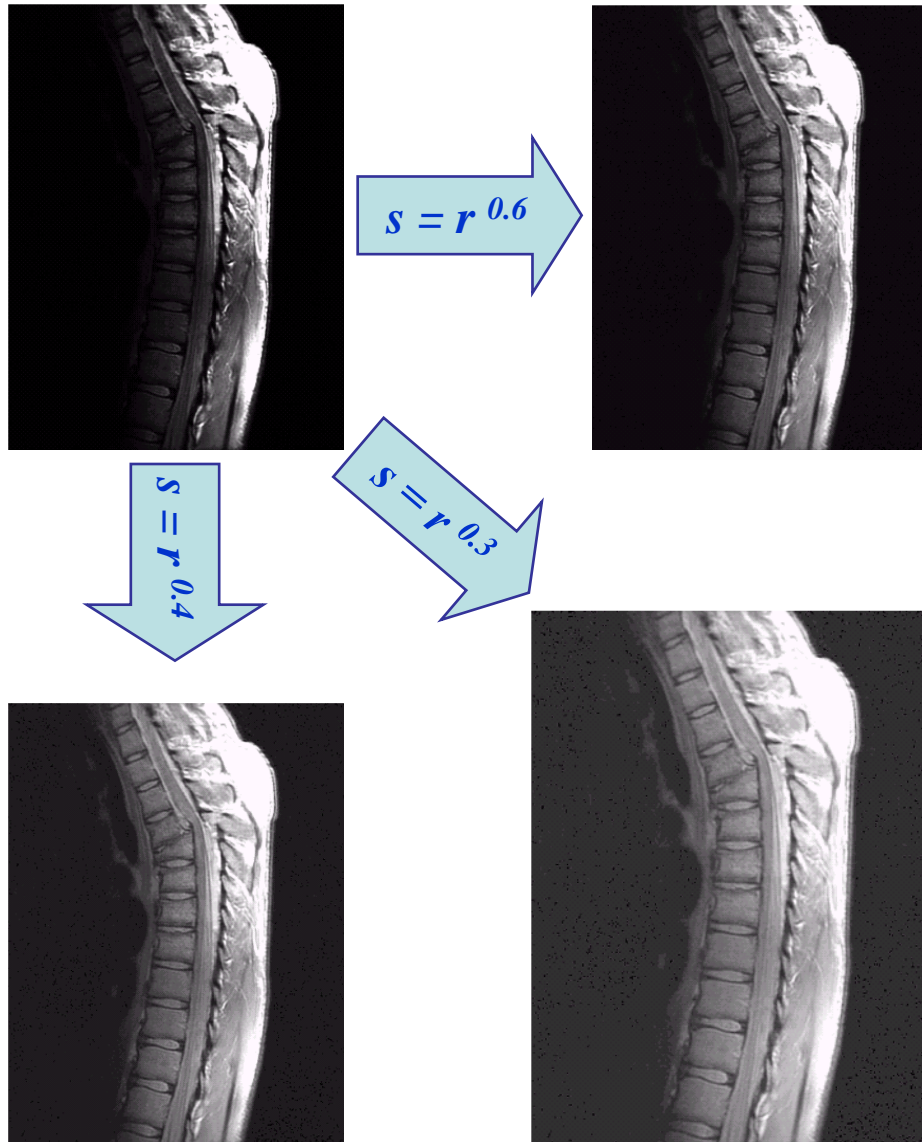 s = r 0.6
s = r 0.3
s = r 0.4